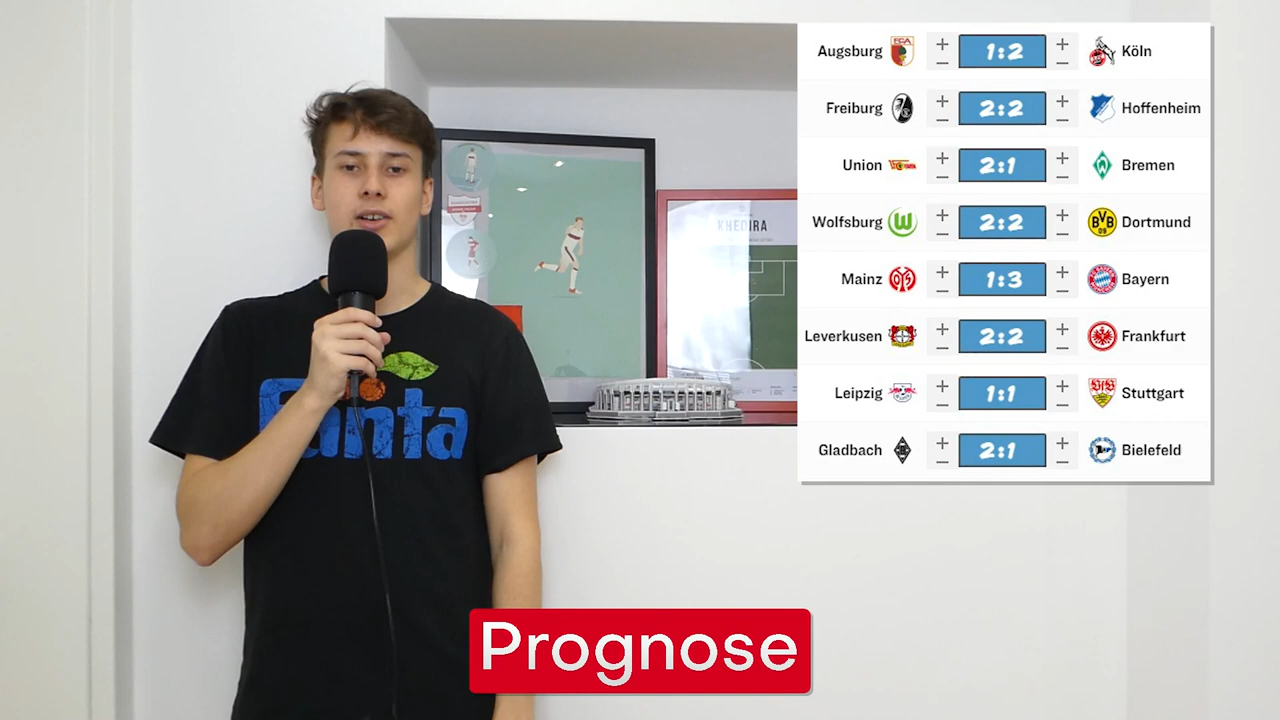 Augsburg + 1:2 + Köln
Freiburg + 2:2 + Hoffenheim
Union + 2:1 + Bremen
Wolfsburg + 2:2 + Dortmund
Mainz + 1:3 + Bayern
Leverkusen + 2:2 + Frankfurt
Leipzig + 1:1 + Stuttgart
Gladbach + 2:1 + Bielefeld
KHEDIRA
Fanta
Prognose